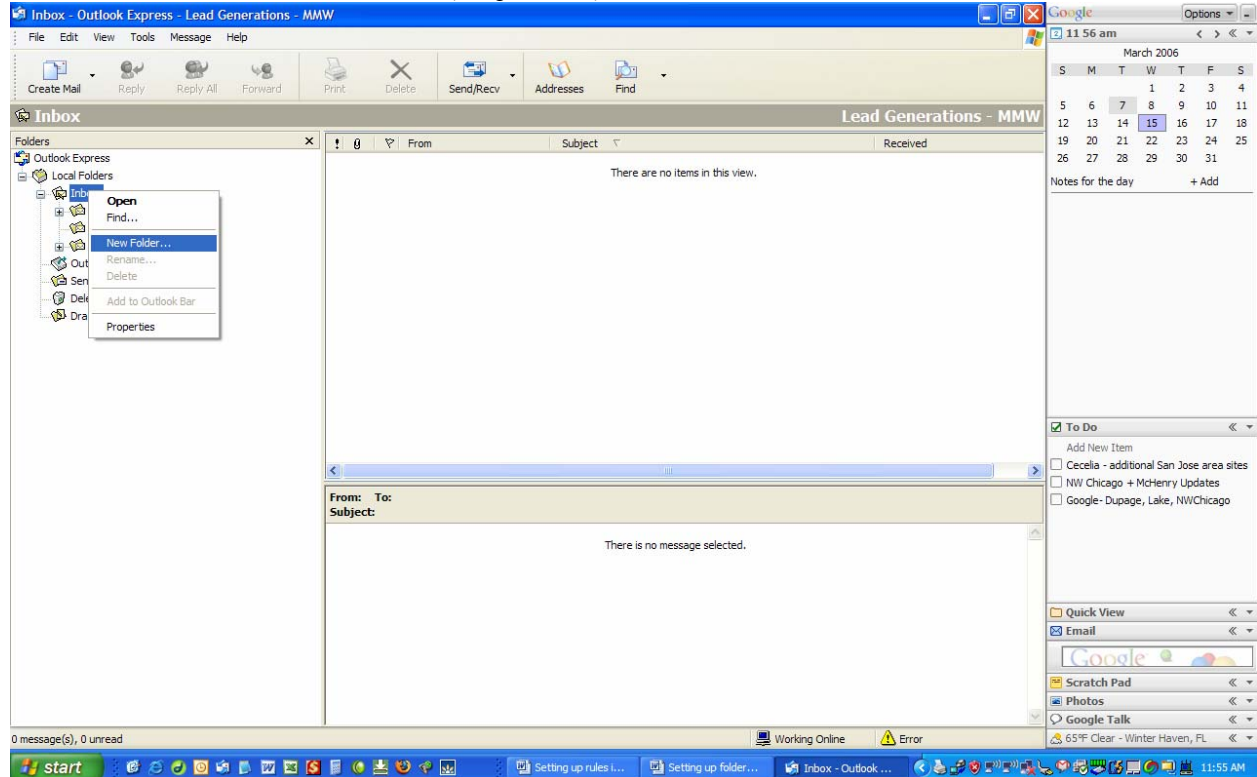 Inbox - Outlook Express - Lead Generations - MMW
File Edit View Tools Message Help
Create Mail Reply Reply All Forward Print Delete Send/Recv Addresses Find
Inbox Lead Generations - MMW
Folders
Outlook Express
Local Folders
Inbo
Out
Sen
Dele
Dra
Open
Find...
New Folder...
Rename...
Delete
Add to Outlook Bar
Properties
! From Subject Received
There are no items in this view.
From: To:
Subject:
There is no message selected.
0 message(s), 0 unread Working Online Error
Google Options
2 11 56 am
March 2006
S M T W T F S
1 2 3 4
5 6 7 8 9 10 11
12 13 14 15 16 17 18
19 20 21 22 23 24 25
26 27 28 29 30 31
Notes for the day + Add
To Do
Add New Item
Cecelia - additional San Jose area sites
NW Chicago + McHenry Updates
Google- Dupage, Lake, NWChicago
Quick View
Email
Google
Scratch Pad
Photos
Google Talk
65°F Clear - Winter Haven, FL
start Setting up rules i... Setting up folder... Inbox - Outlook ... 11:55 AM